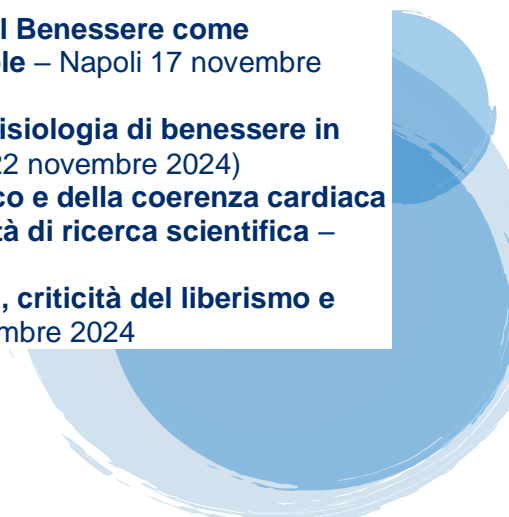 l Benessere come
le – Napoli 17 novembre
isiologia di benessere in
22 novembre 2024)
co e della coerenza cardiaca
tà di ricerca scientifica –
, criticità del liberismo e
mbre 2024